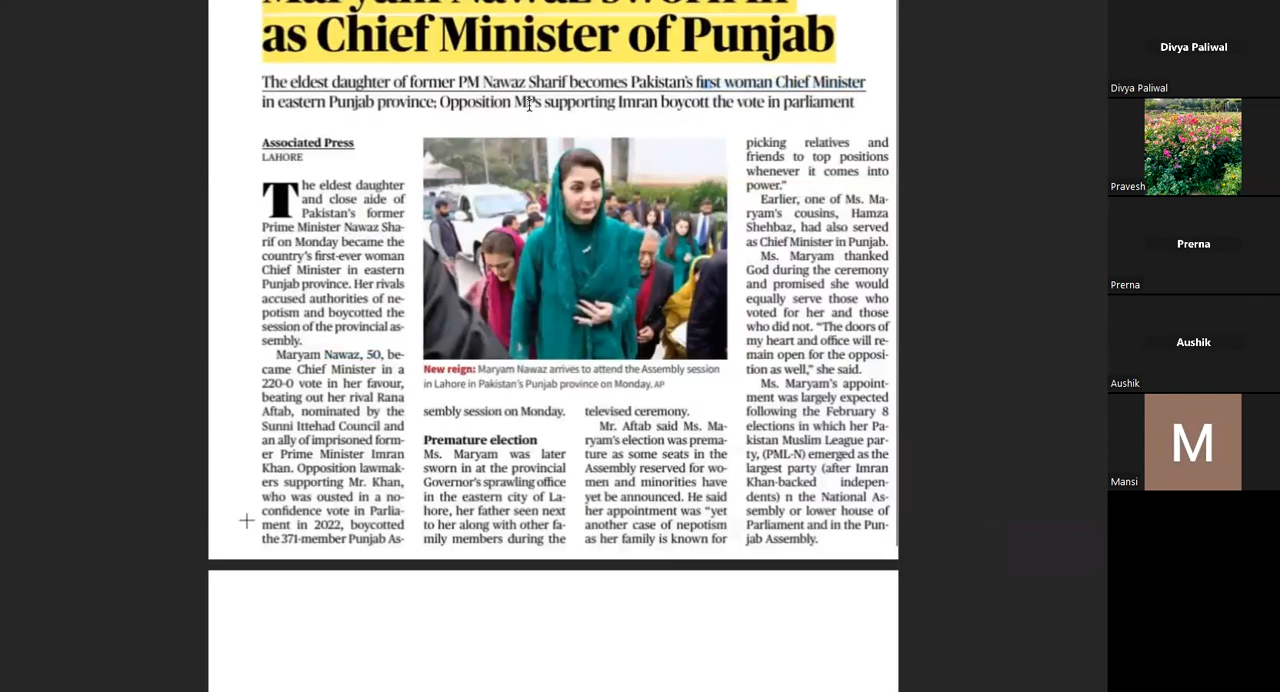 Maryam Nawaz sworn in
as Chief Minister of Punjab
The eldest daughter of former PM Nawaz Sharif becomes Pakistan's first woman Chief Minister
in eastern Punjab province; Opposition MPs supporting Imran boycott the vote in parliament
Associated Press
LAHORE
The eldest daughter
and close aide of
Pakistan's former
Prime Minister Nawaz Sha-
rif on Monday became the
country's first-ever woman
Chief Minister in eastern
Punjab province. Her rivals
accused authorities of ne-
potism and boycotted the
session of the provincial as-
sembly.
Maryam Nawaz, 50, be-
came Chief Minister in a
220-0 vote in her favour,
beating out her rival Rana
Aftab, nominated by the
Sunni Ittehad Council and
an ally of imprisoned form-
er Prime Minister Imran
Khan. Opposition lawmak-
ers supporting Mr. Khan,
who was ousted in a no-
confidence vote in Parlia-
ment in 2022, boycotted
the 371-member Punjab As-
New reign: Maryam Nawaz arrives to attend the Assembly session
in Lahore in Pakistan's Punjab province on Monday. AP
sembly session on Monday.
Premature election
Ms. Maryam was later
sworn in at the provincial
Governor's sprawling office
in the eastern city of La-
hore, her father seen next
to her along with other fa-
mily members during the
televised ceremony.
Mr. Aftab said Ms. Ma-
ryam's election was prema-
ture as some seats in the
Assembly reserved for wo-
men and minorities have
yet be announced. He said
her appointment was "yet
another case of nepotism
as her family is known for
picking relatives and
friends to top positions
whenever it comes into
power."
Earlier, one of Ms. Ma-
ryam's cousins, Hamza
Shehbaz, had also served
as Chief Minister in Punjab.
Ms. Maryam thanked
God during the ceremony
and promised she would
equally serve those who
voted for her and those
who did not. "The doors of
my heart and office will re-
main open for the opposi-
tion as well," she said.
Ms. Maryam's appoint-
ment was largely expected
following the February 8
elections in which her Pa-
kistan Muslim League par-
ty, (PML-N) emerged as the
largest party (after Imran
Khan-backed indepen-
dents) n the National As-
sembly or lower house of
Parliament and in the Pun-
jab Assembly.
Divya Paliwal
Divya Paliwal
Pravesh
Prerna
Prerna
Aushik
Aushik
M
Mansi